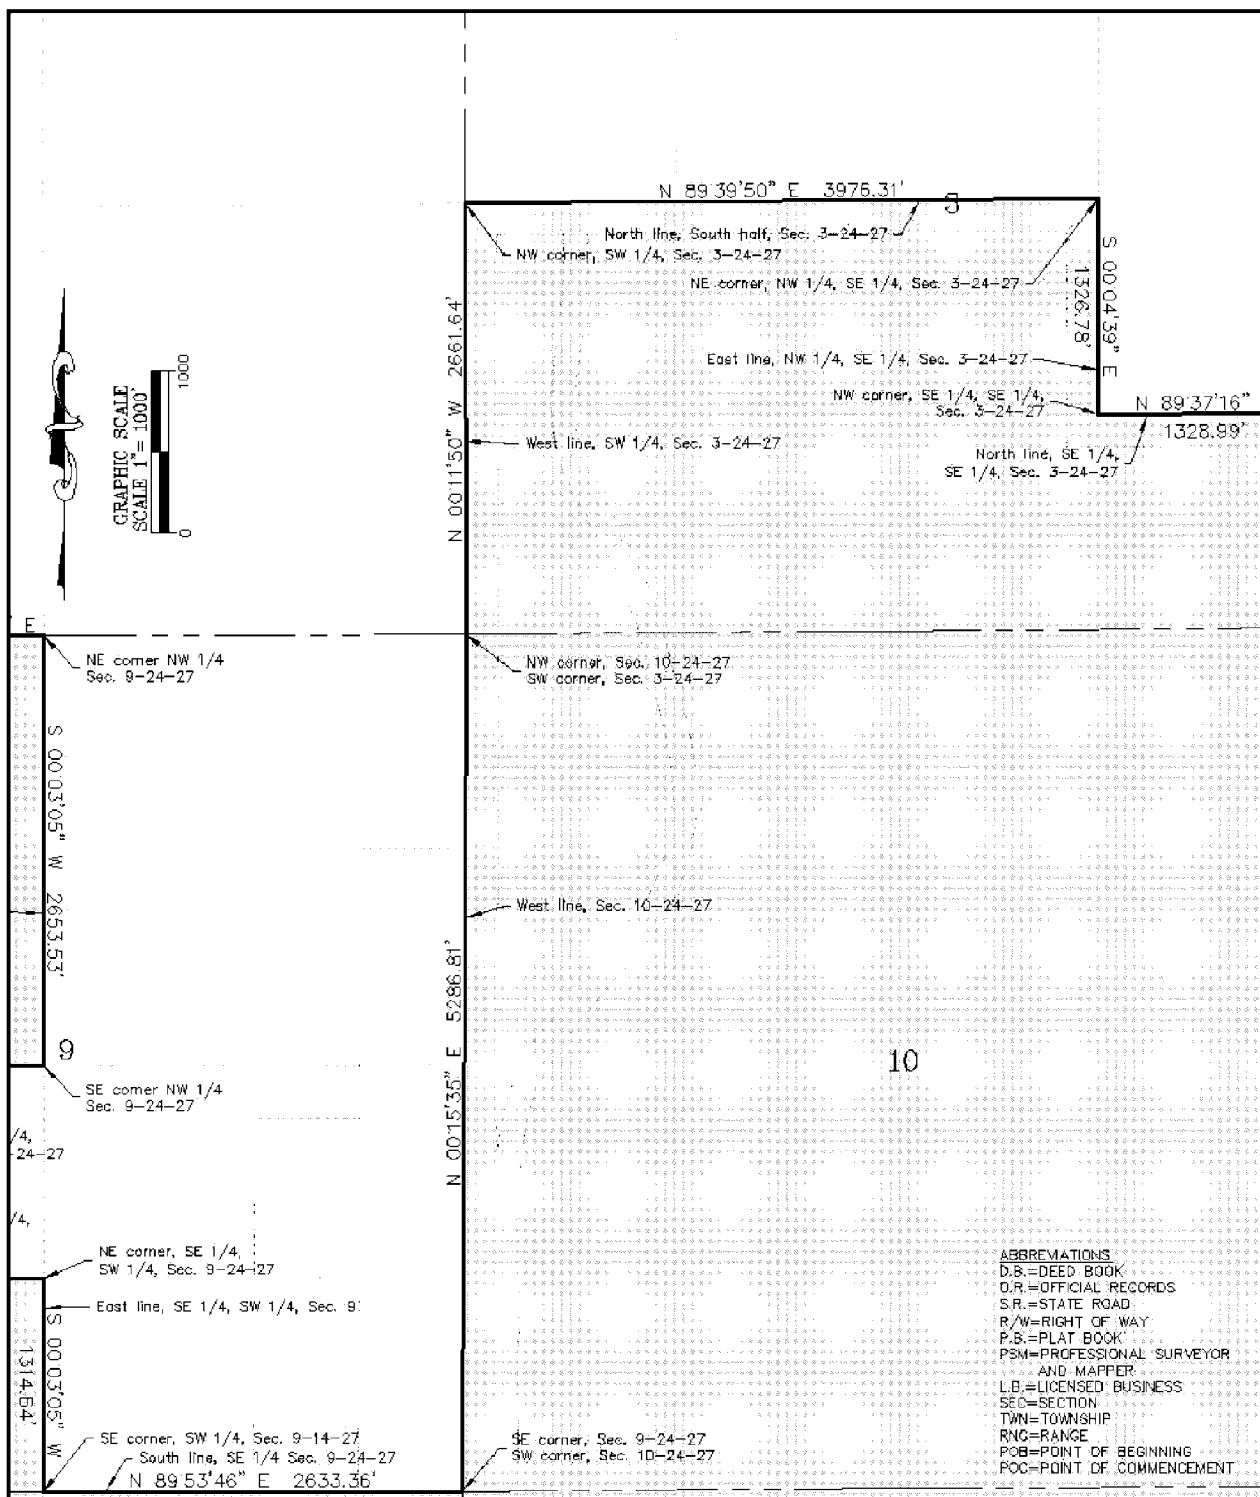 N 89°39'50" E 3976.31'
3
North line, South half, Sec. 3-24-27
NW corner, SW 1/4, Sec. 3-24-27
NE corner, NW 1/4, SE 1/4, Sec. 3-24-27
S 00°04'39" E
1326.78'
East line, NW 1/4, SE 1/4, Sec. 3-24-27
NW corner, SE 1/4, SE 1/4,
Sec. 3-24-27
N 89°37'16"
1328.99'
North line, SE 1/4,
SE 1/4, Sec. 3-24-27
N 00°11'50" W 2661.64'
West line, SW 1/4, Sec. 3-24-27
GRAPHIC SCALE
SCALE 1" = 1000'
0
1000
E
NE corner NW 1/4
Sec. 9-24-27
NW corner, Sec. 10-24-27
SW corner, Sec. 3-24-27
S 00°03'05" W 2653.53'
West line, Sec. 10-24-27
N 00°15'35" E 5286.81'
9
10
SE corner NW 1/4
Sec. 9-24-27
/4,
24-27
/4,
NE corner, SE 1/4,
SW 1/4, Sec. 9-24-27
East line, SE 1/4, SW 1/4, Sec. 9
S 00°03'05" W
1314.64'
SE corner, SW 1/4, Sec. 9-14-27
South line, SE 1/4 Sec. 9-24-27
N 89°53'46" E 2633.36'
SE corner, Sec. 9-24-27
SW corner, Sec. 10-24-27
ABBREVIATIONS
D.B.=DEED BOOK
O.R.=OFFICIAL RECORDS
S.R.=STATE ROAD
R/W=RIGHT OF WAY
P.B.=PLAT BOOK
PSM=PROFESSIONAL SURVEYOR
AND MAPPER
L.B.=LICENSED BUSINESS
SEC=SECTION
TWN=TOWNSHIP
RNG=RANGE
POB=POINT OF BEGINNING
POC=POINT OF COMMENCEMENT